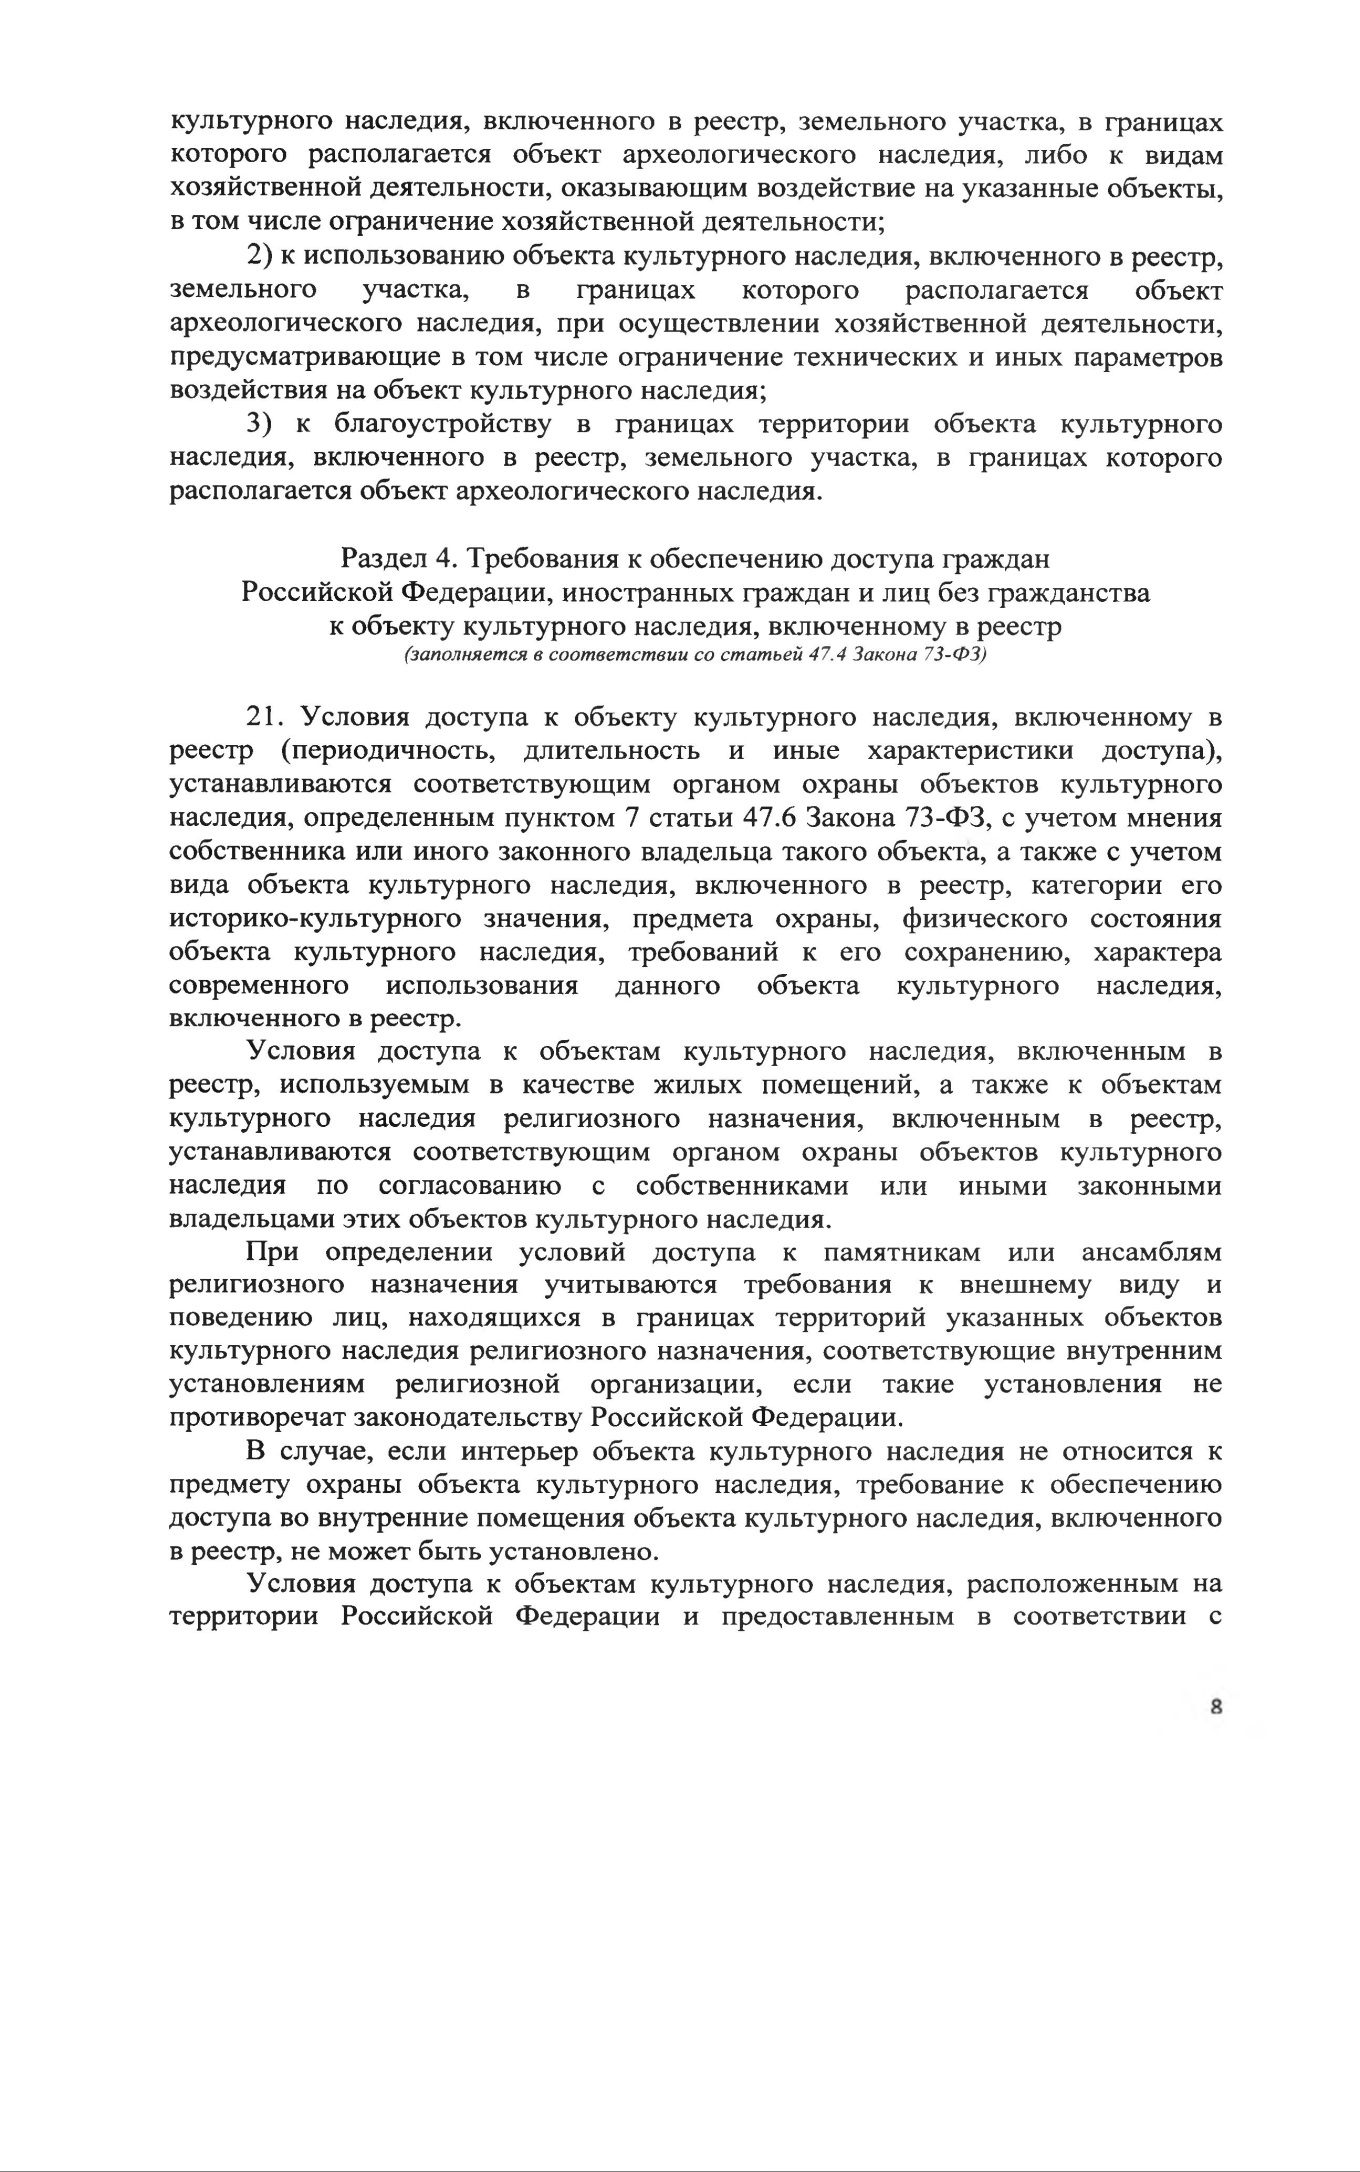 культурного наследия, включенного в реестр, земельного участка, в границах
которого располагается объект археологического наследия, либо к видам
хозяйственной деятельности, оказывающим воздействие на указанные объекты,
в том числе ограничение хозяйственной деятельности;
2) к использованию объекта культурного наследия, включенного в реестр,
земельного участка, в границах которого располагается объект
археологического наследия, при осуществлении хозяйственной деятельности,
предусматривающие в том числе ограничение технических и иных параметров
воздействия на объект культурного наследия;
3) к благоустройству в границах территории объекта культурного
наследия, включенного в реестр, земельного участка, в границах которого
располагается объект археологического наследия.
Раздел 4. Требования к обеспечению доступа граждан
Российской Федерации, иностранных граждан и лиц без гражданства
к объекту культурного наследия, включенному в реестр
(заполняется в соответствии со статьей 47.4 Закона 73-ФЗ)
21. Условия доступа к объекту культурного наследия, включенному в
реестр (периодичность, длительность и иные характеристики доступа),
устанавливаются соответствующим органом охраны объектов культурного
наследия, определенным пунктом 7 статьи 47.6 Закона 73-ФЗ, с учетом мнения
собственника или иного законного владельца такого объекта, а также с учетом
вида объекта культурного наследия, включенного в реестр, категории его
историко-культурного значения, предмета охраны, физического состояния
объекта культурного наследия, требований к его сохранению, характера
современного использования данного объекта культурного наследия,
включенного в реестр.
Условия доступа к объектам культурного наследия, включенным в
реестр, используемым в качестве жилых помещений, а также к объектам
культурного наследия религиозного назначения, включенным в реестр,
устанавливаются соответствующим органом охраны объектов культурного
наследия по согласованию с собственниками или иными законными
владельцами этих объектов культурного наследия.
При определении условий доступа к памятникам или ансамблям
религиозного назначения учитываются требования к внешнему виду и
поведению лиц, находящихся в границах территорий указанных объектов
культурного наследия религиозного назначения, соответствующие внутренним
установлениям религиозной организации, если такие установления не
противоречат законодательству Российской Федерации.
В случае, если интерьер объекта культурного наследия не относится к
предмету охраны объекта культурного наследия, требование к обеспечению
доступа во внутренние помещения объекта культурного наследия, включенного
в реестр, не может быть установлено.
Условия доступа к объектам культурного наследия, расположенным на
территории Российской Федерации и предоставленным в соответствии с
8